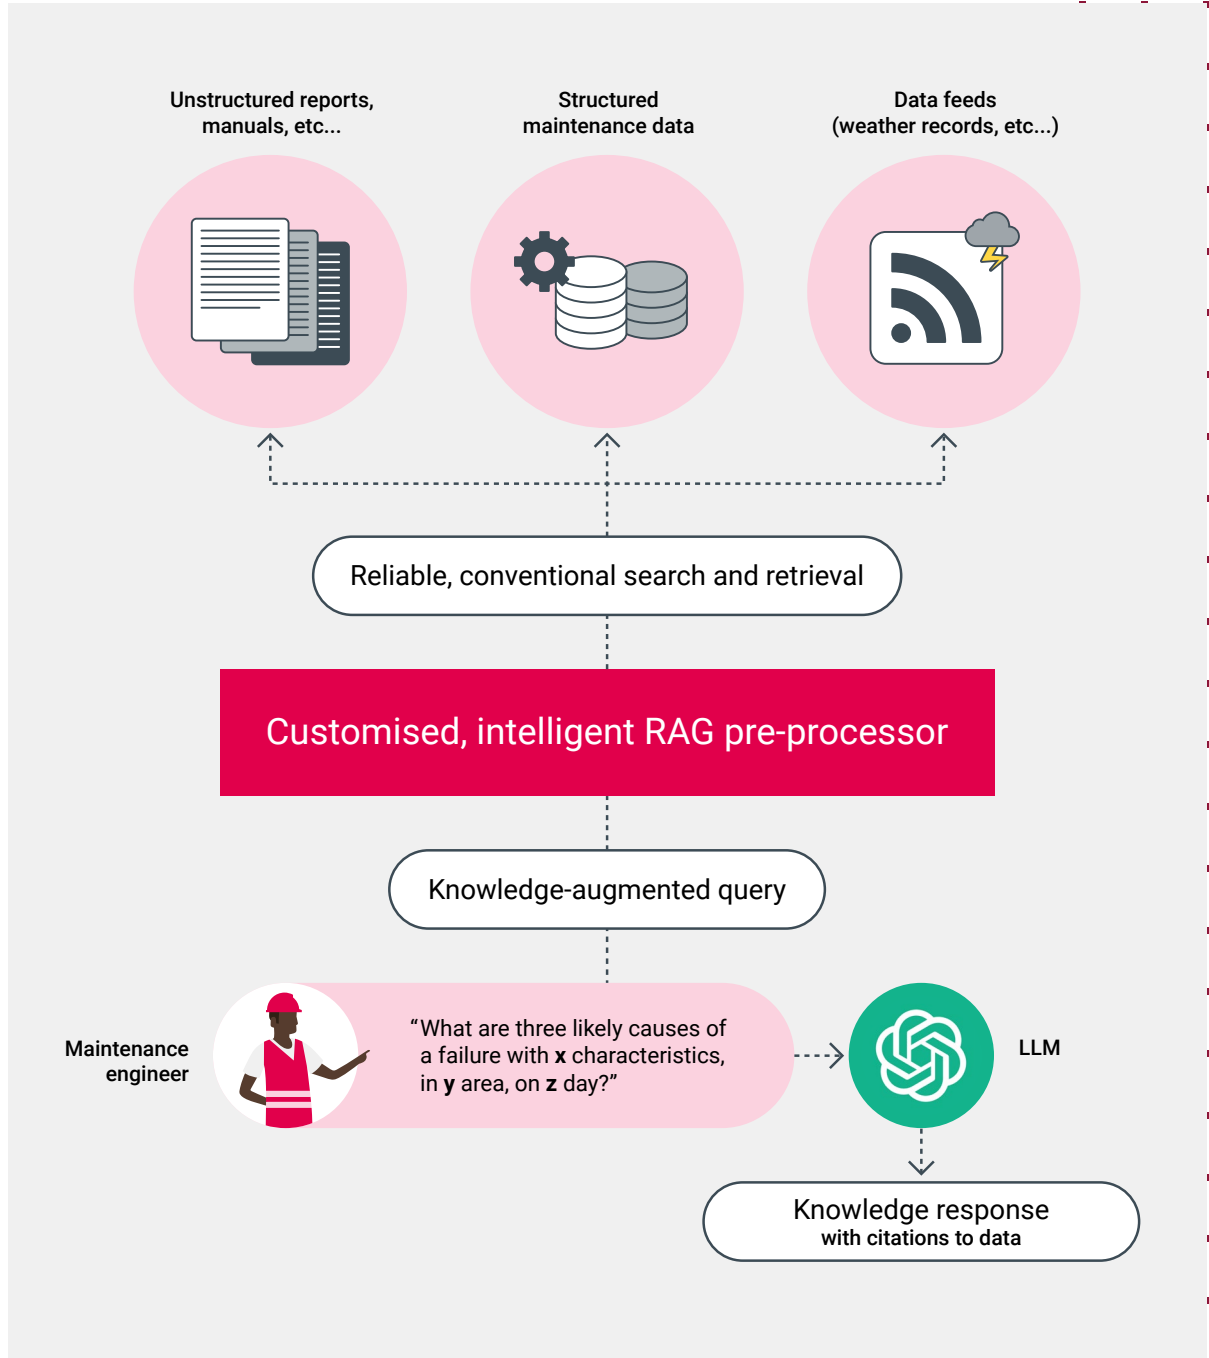 Unstructured reports,
manuals, etc...
Structured
maintenance data
Data feeds
(weather records, etc...)
Reliable, conventional search and retrieval
Customised, intelligent RAG pre-processor
Knowledge-augmented query
Maintenance
engineer
“What are three likely causes of
a failure with x characteristics,
in y area, on z day?”
LLM
Knowledge response
with citations to data